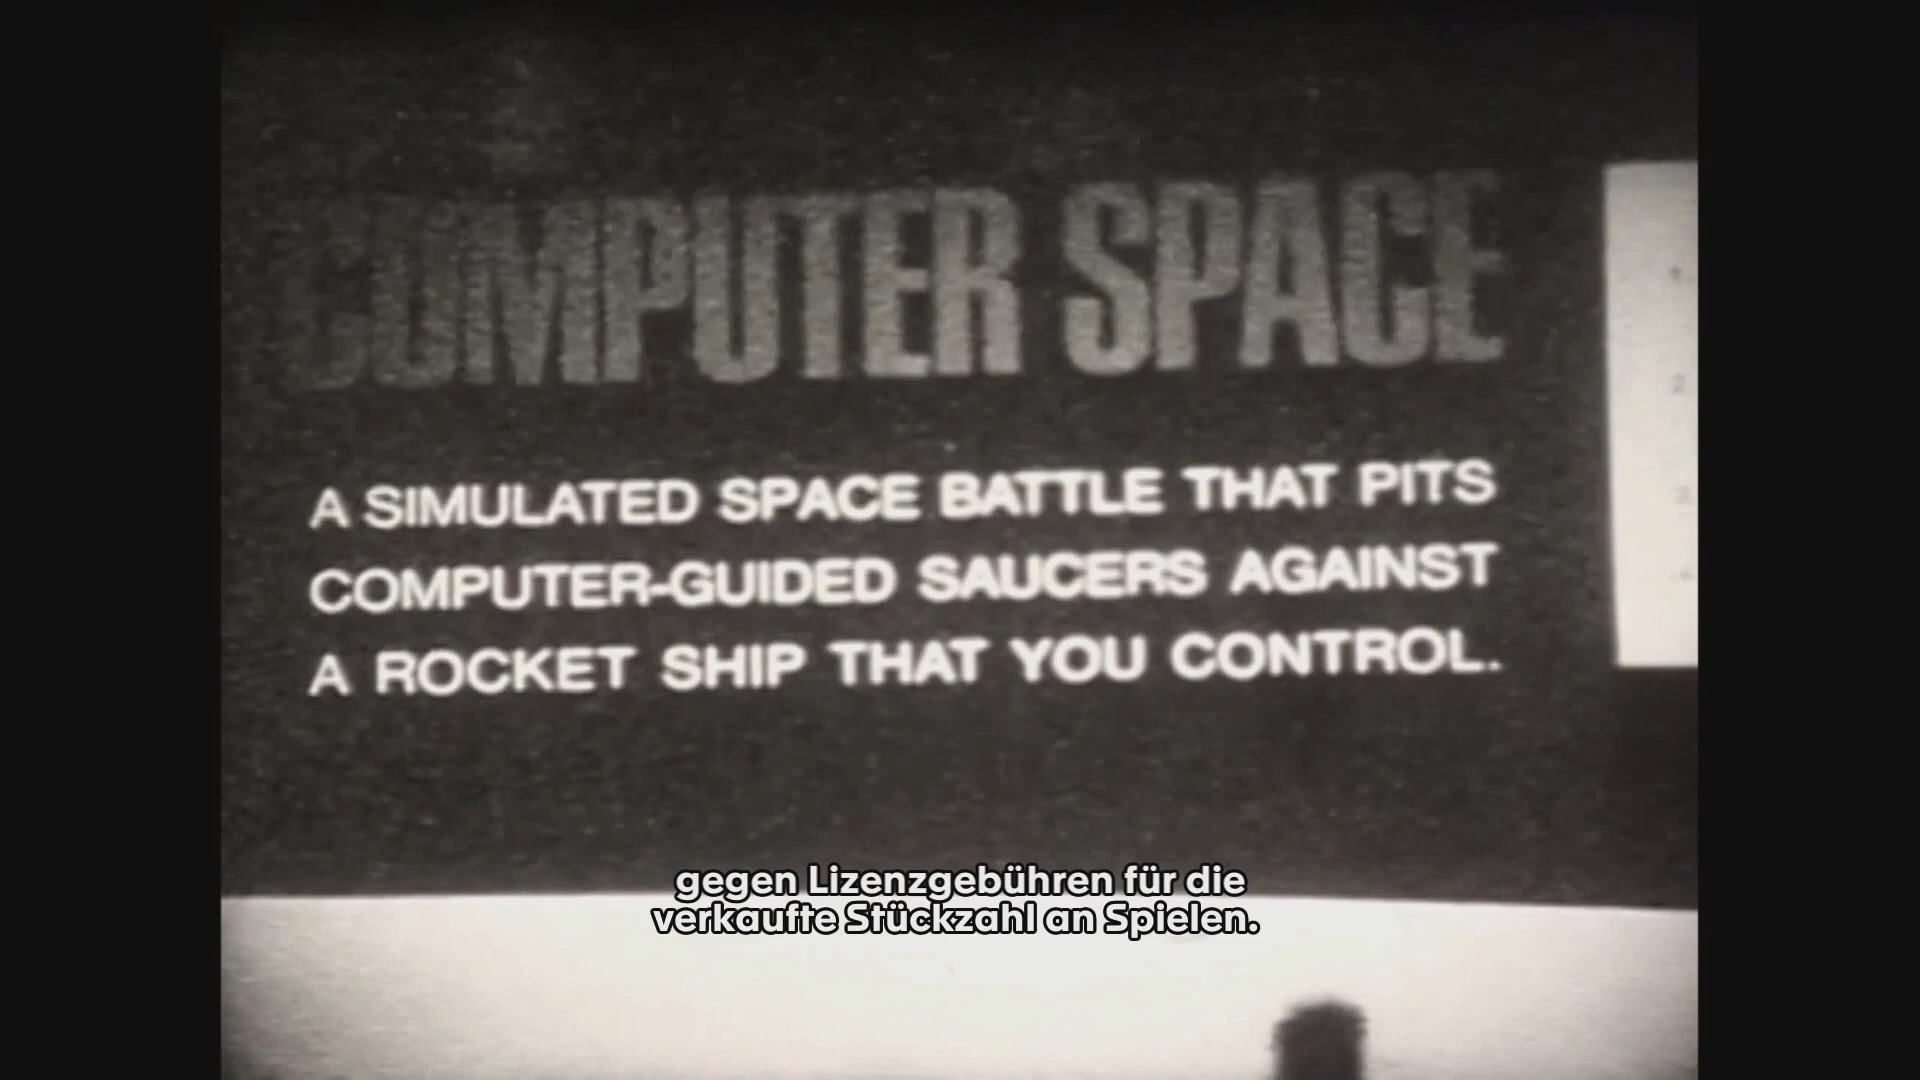 COMPUTER SPACE
A SIMULATED SPACE BATTLE THAT PITS
COMPUTER-GUIDED SAUCERS AGAINST
A ROCKET SHIP THAT YOU CONTROL.
gegen Lizenzgebühren für die
verkaufte Stückzahl an Spielen.